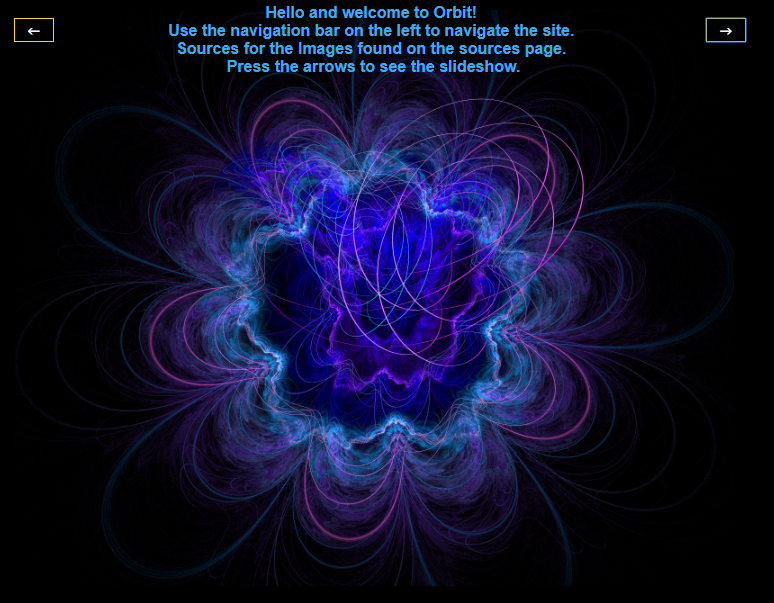 Hello and welcome to Orbit!
Use the navigation bar on the left to navigate the site.
Sources for the Images found on the sources page.
Press the arrows to see the slideshow.
← →